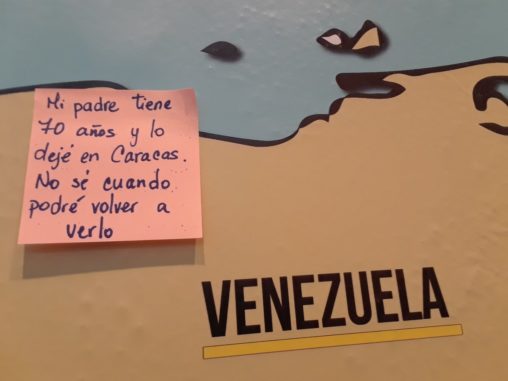 Mi padre tiene
70 años y lo
dejé en Caracas.
No sé cuando
podré volver a
verlo
VENEZUELA